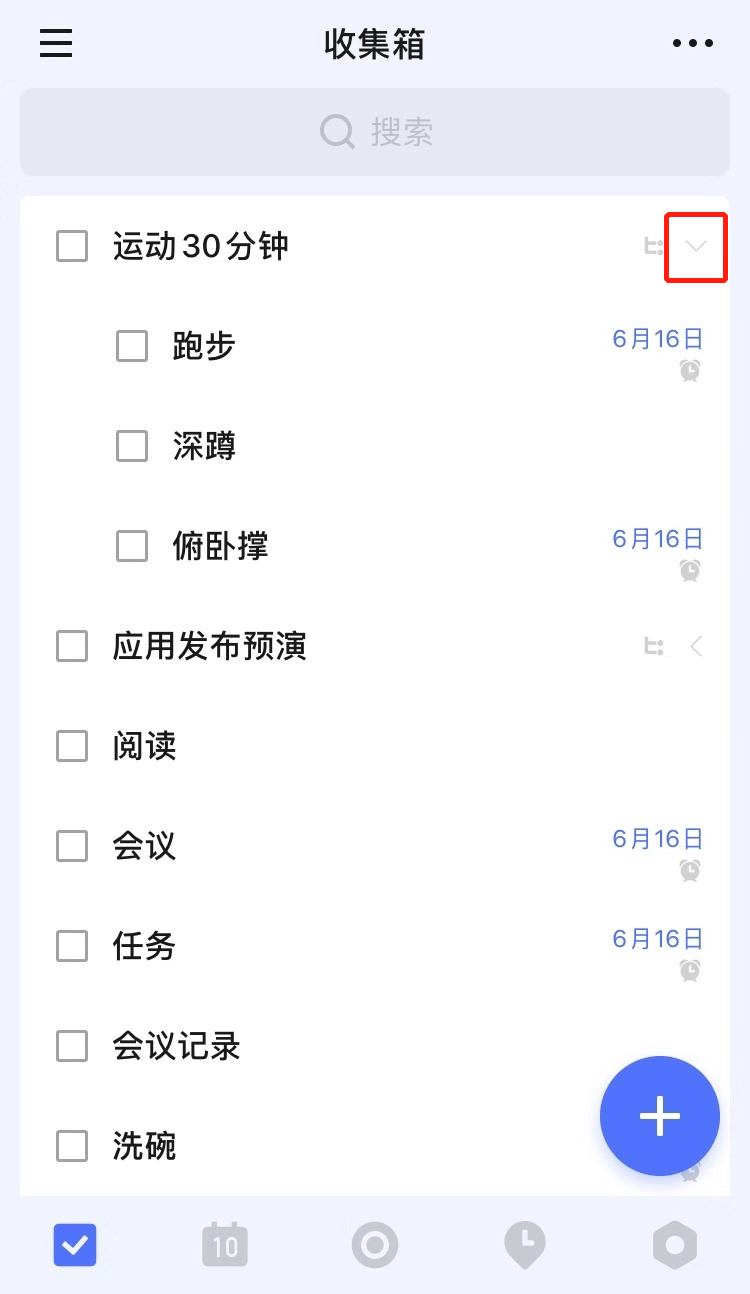 收集箱
搜索
运动30分钟
跑步
6月16日
深蹲
俯卧撑
6月16日
应用发布预演
阅读
会议
6月16日
任务
6月16日
会议记录
洗碗
10